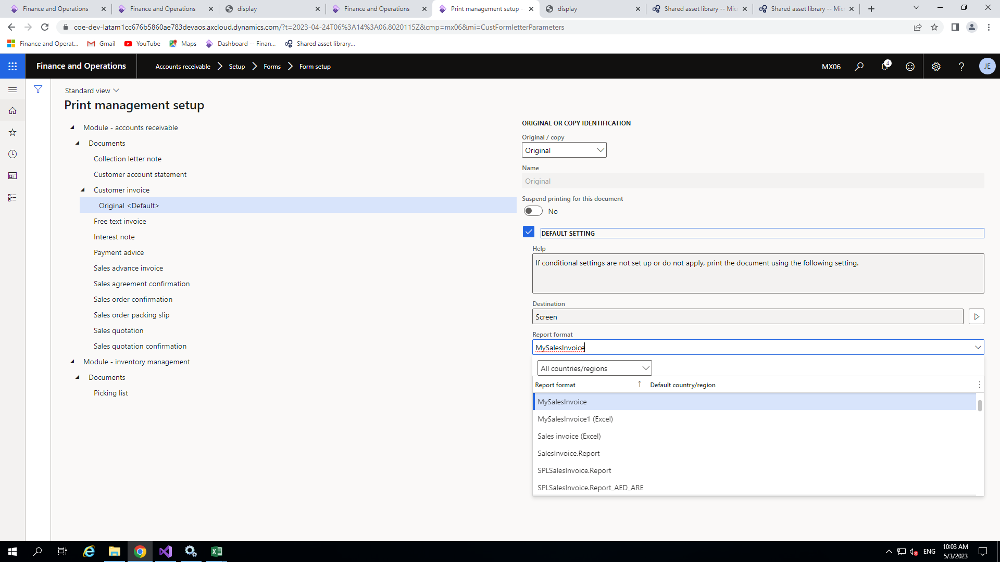 Finance and Operations
Finance and Operations
display
Finance and Operations
Print management setup -
display
Shared asset library -- Mic
Shared asset library -- Mic
coe-dev-latam1cc676b5860ae783devaos.axcloud.dynamics.com/?t=2023-04-24T06%3A14%3A06.8020115Z&cmp=mx06&mi=CustFormletterParameters
Finance and Operat...
Gmail
YouTube
Maps
Dashboard -- Finan...
Shared asset library...
Finance and Operations
Accounts receivable
Setup
Forms
Form setup
MX06
4
?
JE
Standard view
Print management setup
Module - accounts receivable
Documents
Collection letter note
Customer account statement
Customer invoice
Original <Default>
Free text invoice
Interest note
Payment advice
Sales advance invoice
Sales agreement confirmation
Sales order confirmation
Sales order packing slip
Sales quotation
Sales quotation confirmation
Module - inventory management
Documents
Picking list
ORIGINAL OR COPY IDENTIFICATION
Original / copy
Original
Name
Original
Suspend printing for this document
No
DEFAULT SETTING
Help
If conditional settings are not set up or do not apply, print the document using the following setting.
Destination
Screen
Report format
MySalesInvoice
All countries/regions
Report format
Default country/region
MySalesInvoice
MySalesInvoice1 (Excel)
Sales invoice (Excel)
SalesInvoice.Report
SPLSalesInvoice.Report
SPLSalesInvoice.Report_AED_ARE
ENG
10:03 AM
5/3/2023